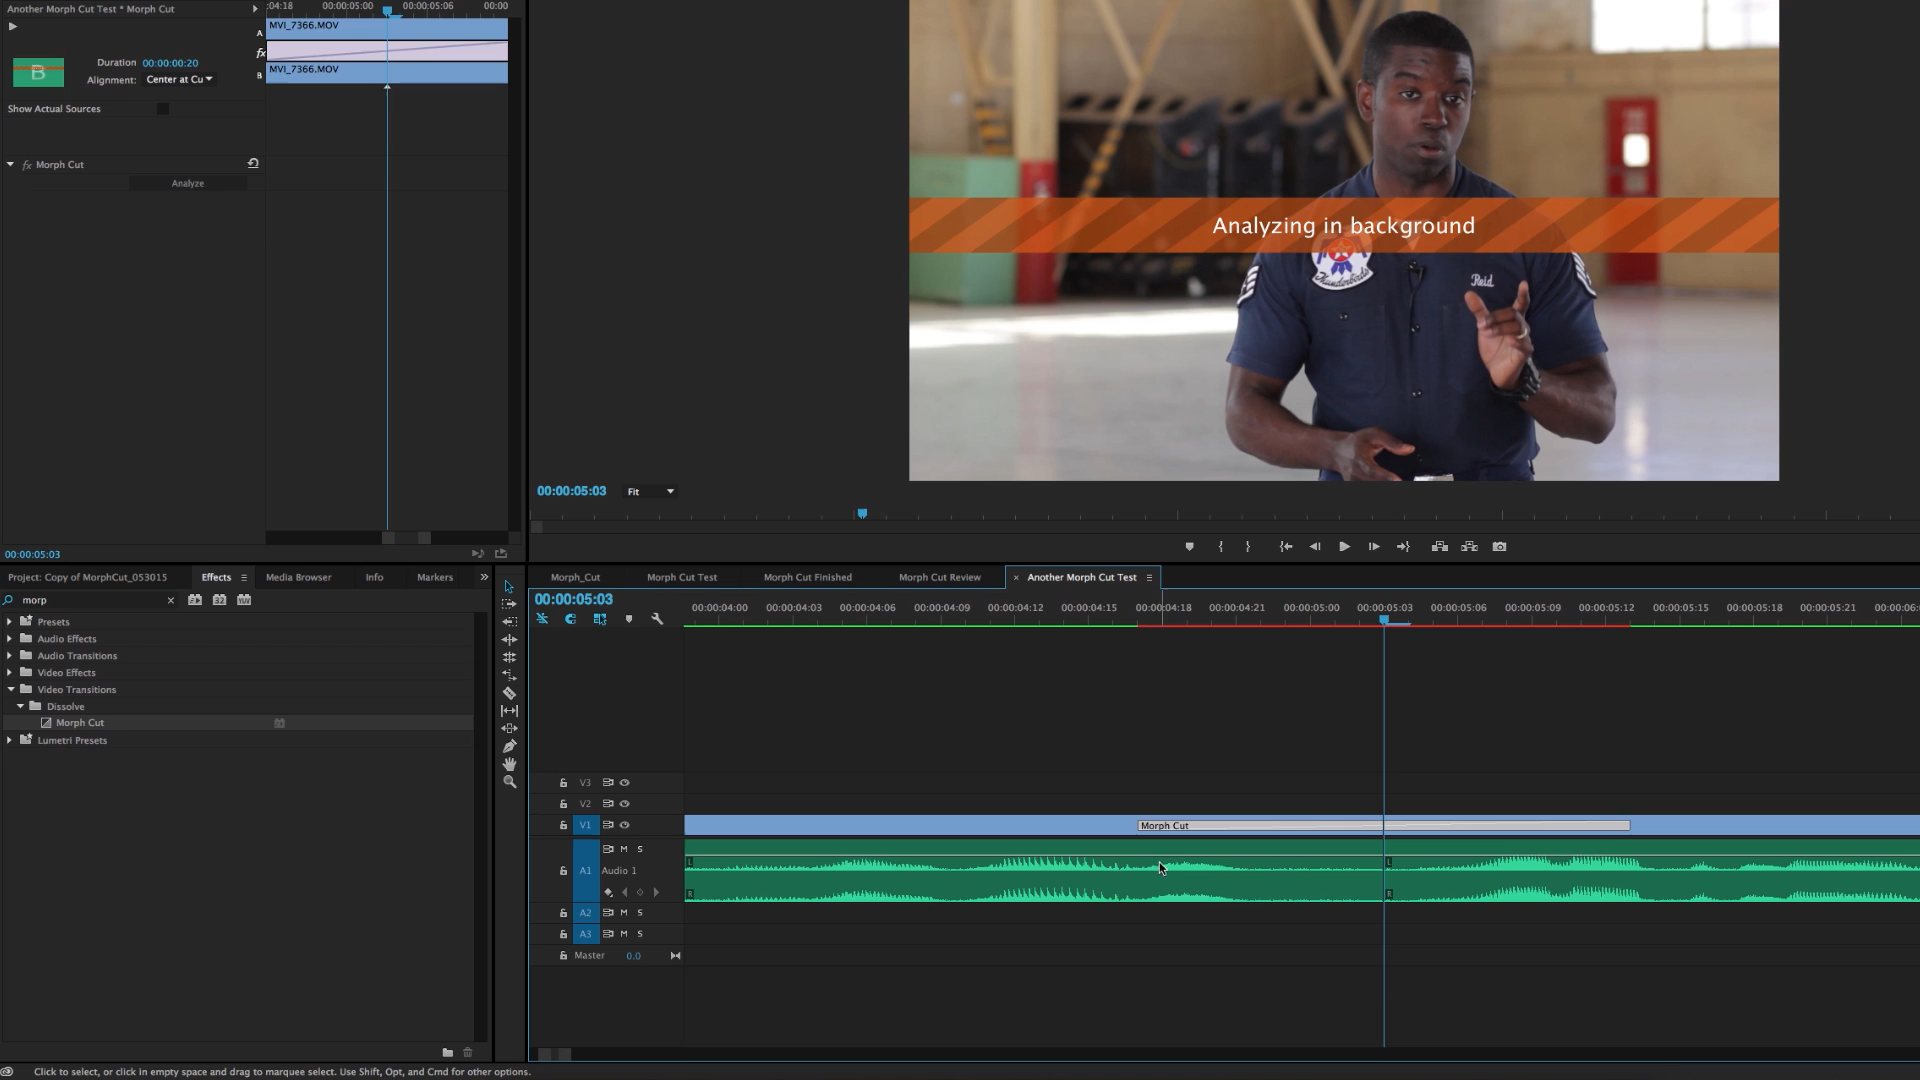 Another Morph Cut Test * Morph Cut
:04:18 00:00:05:00 00:00:05:06 00:00
A MVI_7366.MOV
fx
B MVI_7366.MOV
B
Duration 00:00:00:20
Alignment: Center at Cu
Show Actual Sources
fx Morph Cut
Analyze
00:00:05:03
Analyzing in background
Thunderbirds
Reid
00:00:05:03 Fit
Project: Copy of MorphCut_053015 Effects Media Browser Info Markers
morp
32 YUV
Presets
Audio Effects
Audio Transitions
Video Effects
Video Transitions
Dissolve
Morph Cut
Lumetri Presets
Morph_Cut Morph Cut Test Morph Cut Finished Morph Cut Review × Another Morph Cut Test
00:00:05:03
00:00:04:00 00:00:04:03 00:00:04:06 00:00:04:09 00:00:04:12 00:00:04:15 00:00:04:18 00:00:04:21 00:00:05:00 00:00:05:03 00:00:05:06 00:00:05:09 00:00:05:12 00:00:05:15 00:00:05:18 00:00:05:21 00:00:06:
V3
V2
V1 Morph Cut
M S
A1 Audio 1
L L
R R
A2 M S
A3 M S
Master 0.0
Click to select, or click in empty space and drag to marquee select. Use Shift, Opt, and Cmd for other options.